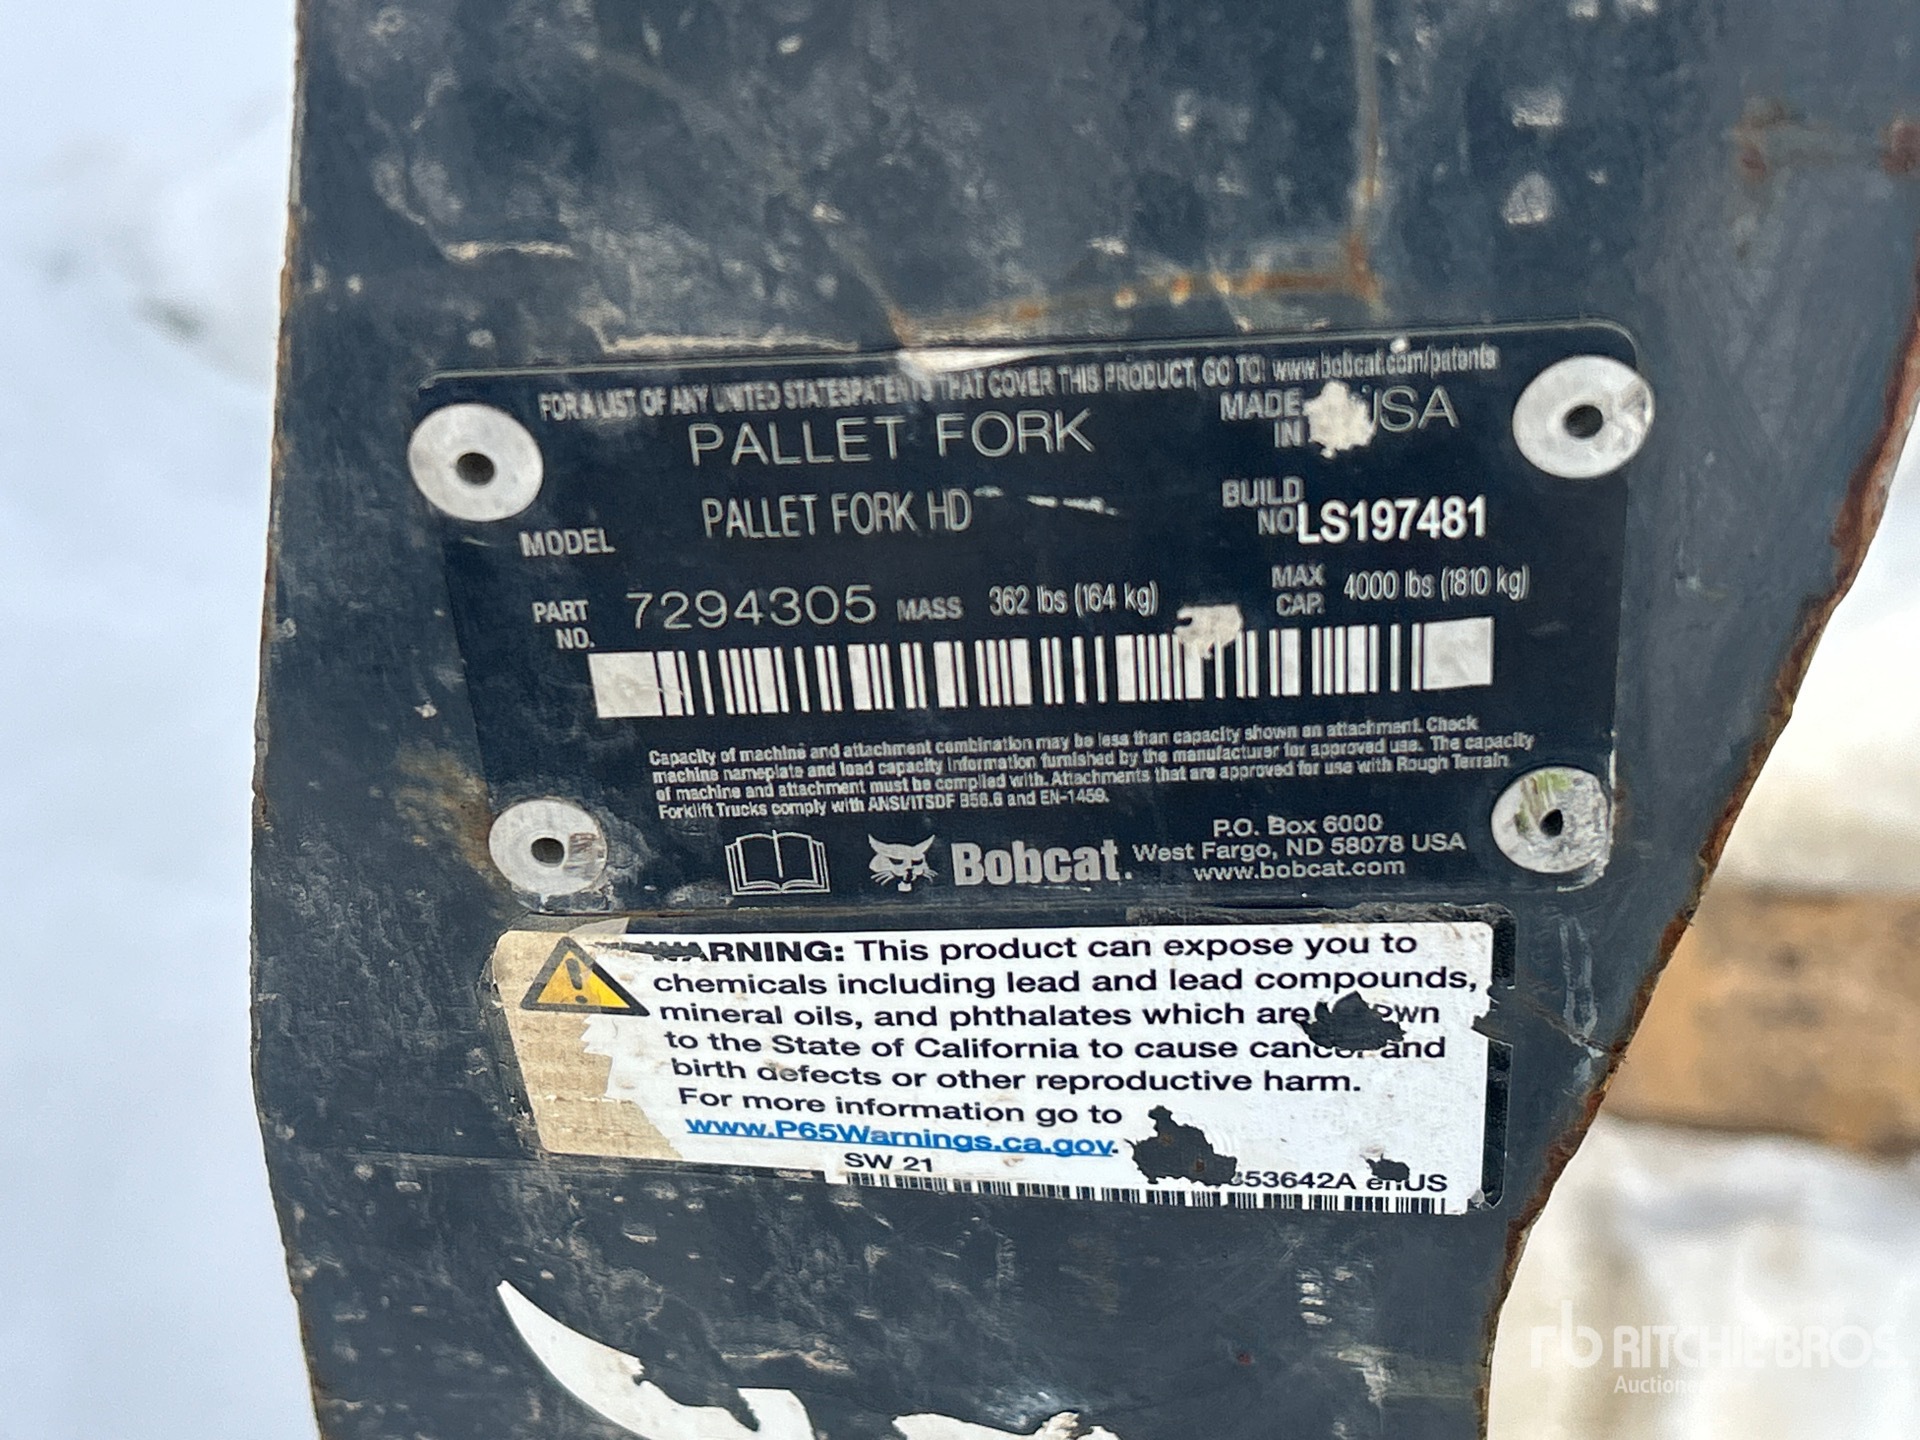 FOR A LIST OF ANY UNITED STATESPATENTS THAT COVER THIS PRODUCT, GO TO: www.bobcat.com/patents
PALLET FORK
MADE IN USA
MODEL PALLET FORK HD
BUILD NO LS197481
PART NO. 7294305 MASS 362 lbs (164 kg) MAX CAP. 4000 lbs (1810 kg)
Capacity of machine and attachment combination may be less than capacity shown on attachment. Check
machine nameplate and load capacity information furnished by the manufacturer for approved use. The capacity
of machine and attachment must be complied with. Attachments that are approved for use with Rough Terrain
Forklift Trucks comply with ANSI/ITSDF B56.6 and EN-1459.
Bobcat.
P.O. Box 6000
West Fargo, ND 58078 USA
www.bobcat.com
WARNING: This product can expose you to
chemicals including lead and lead compounds,
mineral oils, and phthalates which are
to the State of California to cause cancer and
birth defects or other reproductive harm.
For more information go to
www.P65Warnings.ca.gov.
SW 21
53642A enUS
rb RITCHIE BROS.